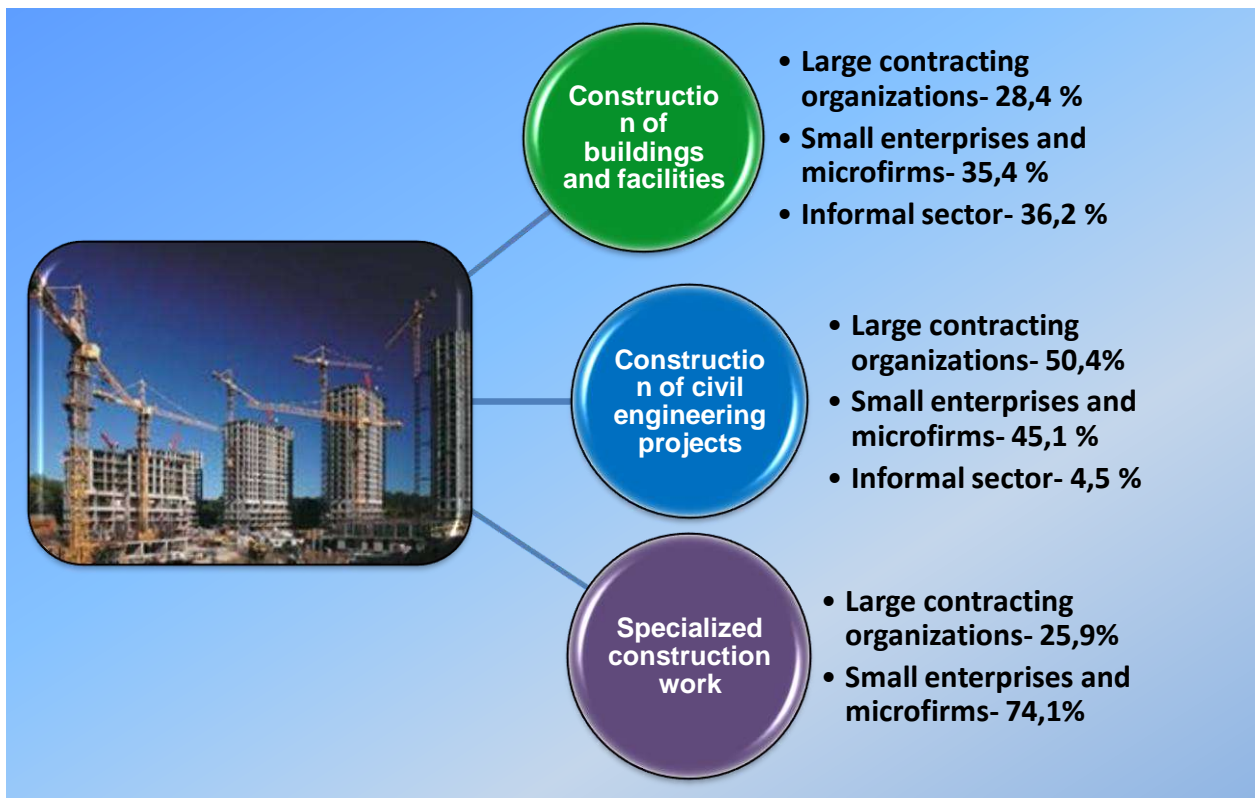 Constructio
n of
buildings
and facilities
• Large contracting
organizations- 28,4 %
• Small enterprises and
microfirms- 35,4 %
• Informal sector- 36,2 %
Constructio
n of civil
engineering
projects
• Large contracting
organizations- 50,4%
• Small enterprises and
microfirms- 45,1 %
• Informal sector- 4,5 %
Specialized
construction
work
• Large contracting
organizations- 25,9%
• Small enterprises and
microfirms- 74,1%